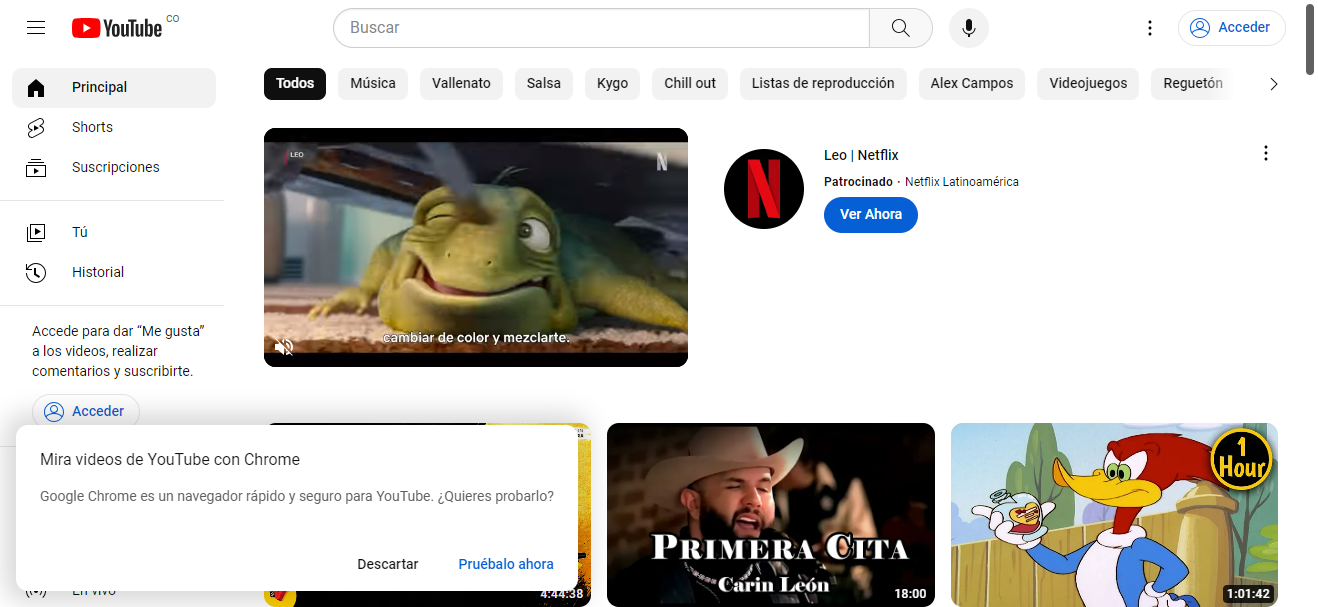 YouTube CO
Buscar
Acceder
Principal
Shorts
Suscripciones
Tú
Historial
Accede para dar “Me gusta”
a los videos, realizar
comentarios y suscribirte.
Acceder
Todos
Música
Vallenato
Salsa
Kygo
Chill out
Listas de reproducción
Alex Campos
Videojuegos
Reguetón
LEO
N
cambiar de color y mezclarte.
N
Leo | Netflix
Patrocinado · Netflix Latinoamérica
Ver Ahora
Mira videos de YouTube con Chrome
Google Chrome es un navegador rápido y seguro para YouTube. ¿Quieres probarlo?
Descartar
Pruébalo ahora
En vivo
4:44:38
PRIMERA CITA
Carin León
18:00
1
Hour
1:01:42